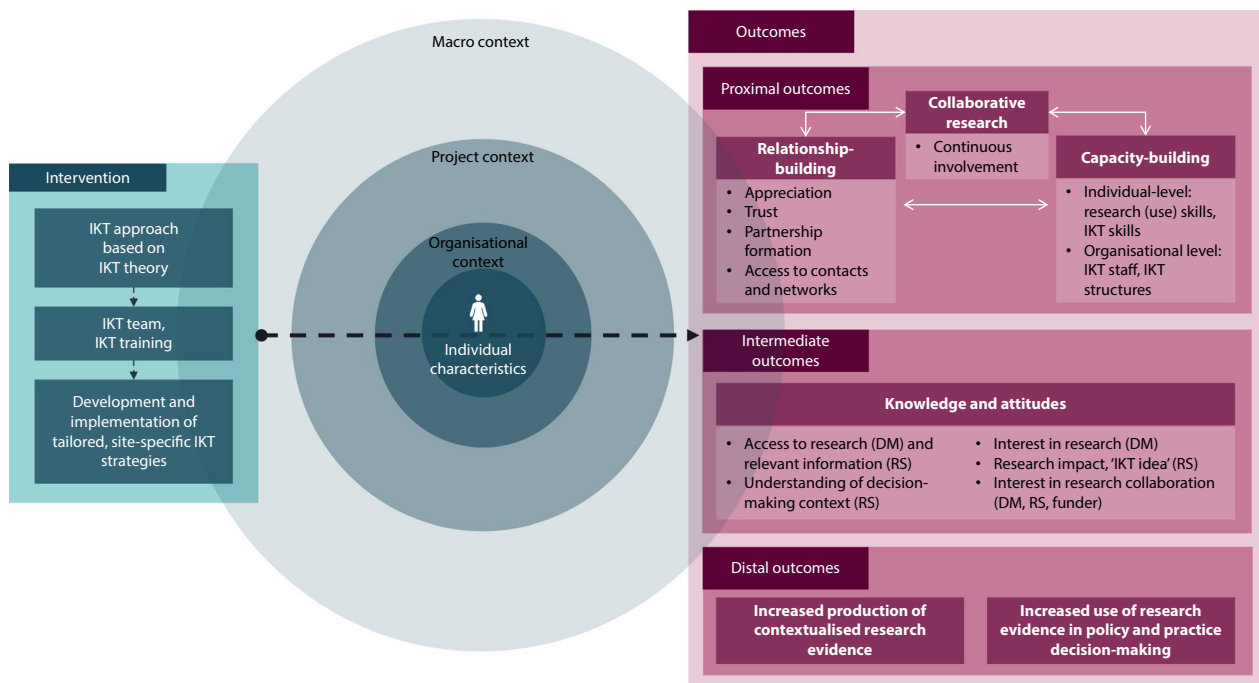 Intervention
IKT approach
based on
IKT theory
IKT team,
IKT training
Development and
implementation of
tailored, site-specific IKT
strategies
Macro context
Project context
Organisational
context
Individual
characteristics
Outcomes
Proximal outcomes
Collaborative
research
• Continuous
involvement
Relationship-
building
• Appreciation
• Trust
• Partnership
formation
• Access to contacts
and networks
Capacity-building
• Individual-level:
research (use) skills,
IKT skills
• Organisational level:
IKT staff, IKT
structures
Intermediate
outcomes
Knowledge and attitudes
• Access to research (DM) and
relevant information (RS)
• Understanding of decision-
making context (RS)
• Interest in research (DM)
• Research impact, ‘IKT idea’ (RS)
• Interest in research collaboration
(DM, RS, funder)
Distal outcomes
Increased production of
contextualised research
evidence
Increased use of research
evidence in policy and practice
decision-making